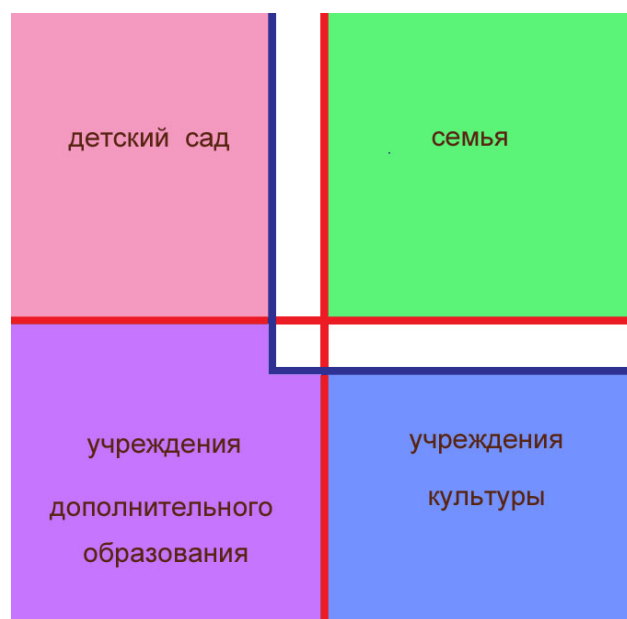 детский сад
семья
учреждения
дополнительного
образования
учреждения
культуры